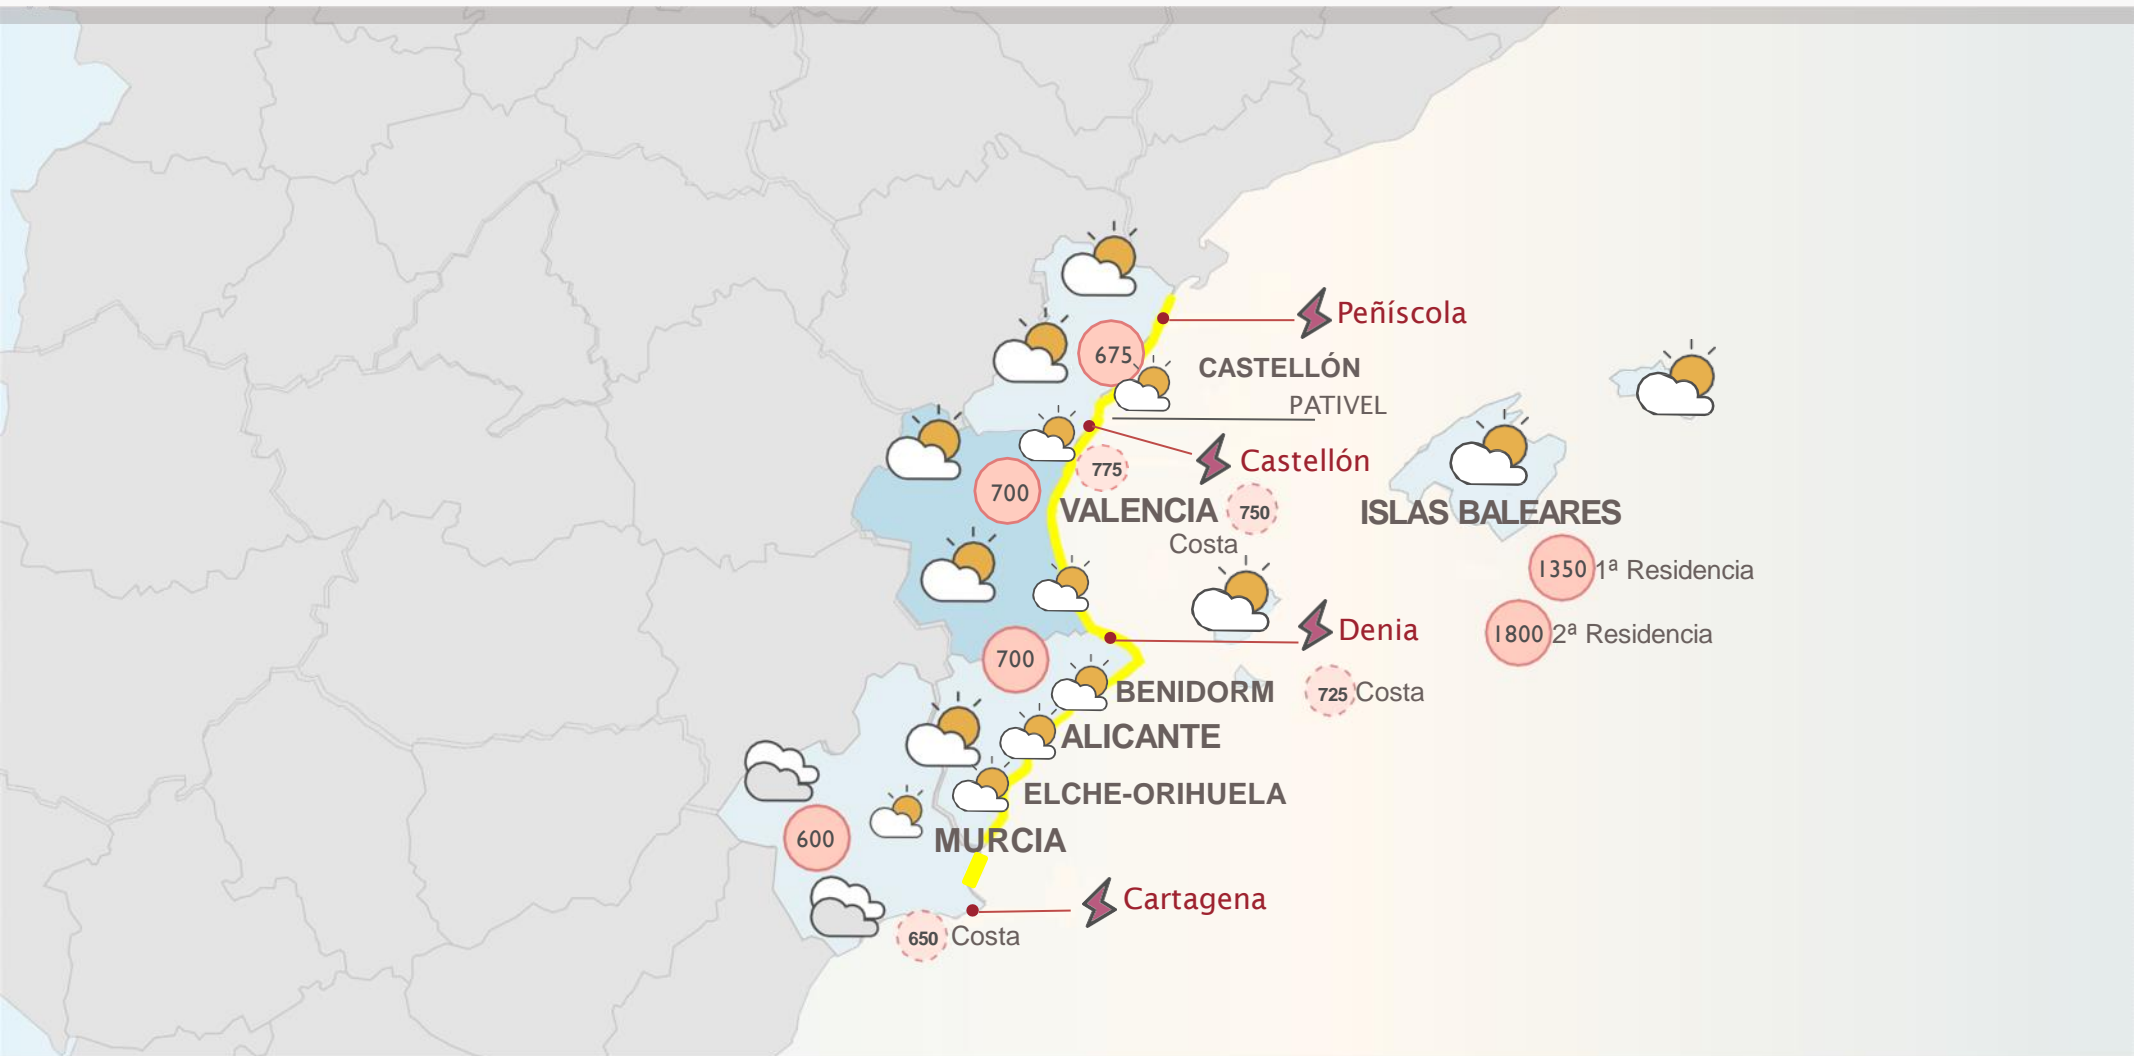 Peñíscola
675
CASTELLÓN
PATIVEL
775
Castellón
700
VALENCIA 750
Costa
ISLAS BALEARES
1350 1ª Residencia
1800 2ª Residencia
Denia
700
BENIDORM
725 Costa
ALICANTE
ELCHE-ORIHUELA
600
MURCIA
Cartagena
650 Costa